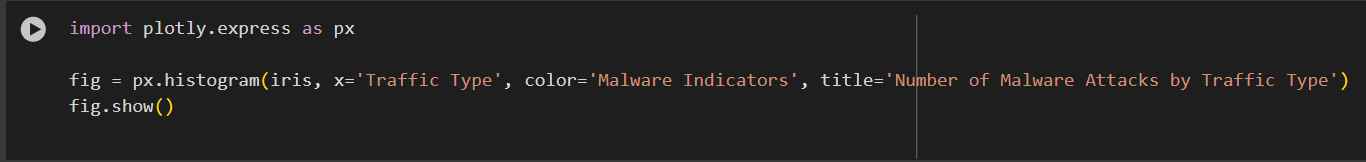 import plotly.express as px
fig = px.histogram(iris, x='Traffic Type', color='Malware Indicators', title='Number of Malware Attacks by Traffic Type')
fig.show()